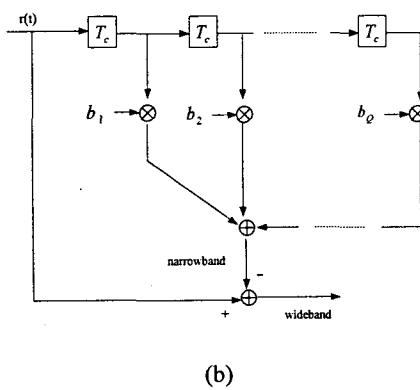 r(t)
T_c T_c T_c
b_1 b_2 b_Q
narrowband
−
+ wideband
(b)